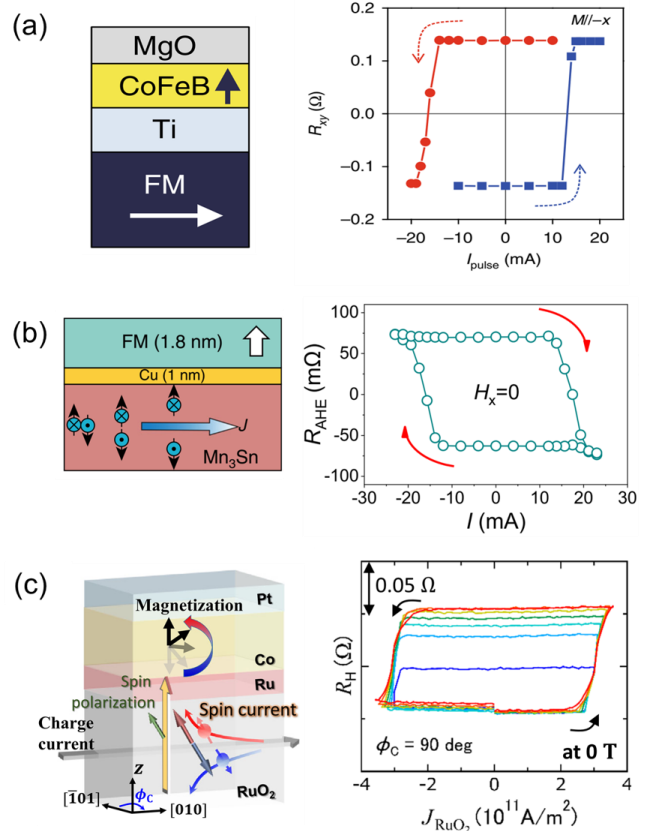 (a)
MgO
CoFeB
Ti
FM
M//−x
0.2
0.1
0.0
−0.1
−0.2
R_xy (Ω)
−20 −10 0 10 20
I_pulse (mA)
(b)
FM (1.8 nm)
Cu (1 nm)
J
Mn₃Sn
100
50
0
-50
-100
R_AHE (mΩ)
H_x=0
-30 -20 -10 0 10 20 30
I (mA)
(c)
Pt
Magnetization
Co
Ru
Spin
polarization
Spin current
Charge
current
Z
ϕ_C
[1̅01]
[010]
RuO₂
0.05 Ω
R_H (Ω)
ϕ_C = 90 deg
at 0 T
-4 -2 0 2 4
J_RuO₂ (10¹¹A/m²)